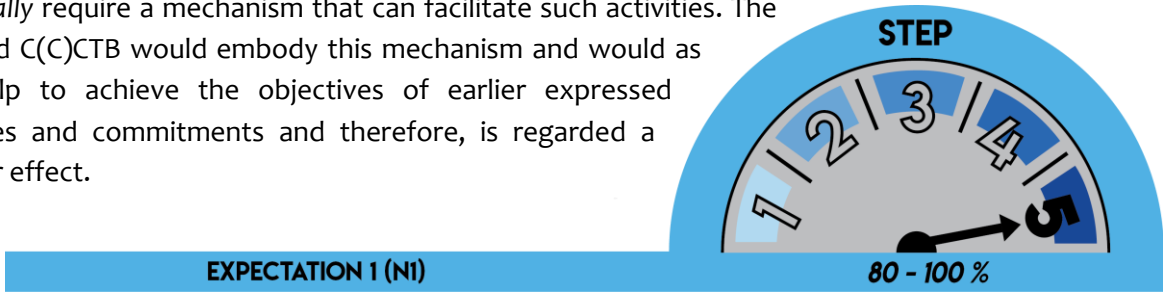 ally require a mechanism that can facilitate such activities. The
d C(C)CTB would embody this mechanism and would as
lp to achieve the objectives of earlier expressed
es and commitments and therefore, is regarded a
r effect.
STEP
1
2
3
4
5
EXPECTATION 1 (N1)
80 - 100 %